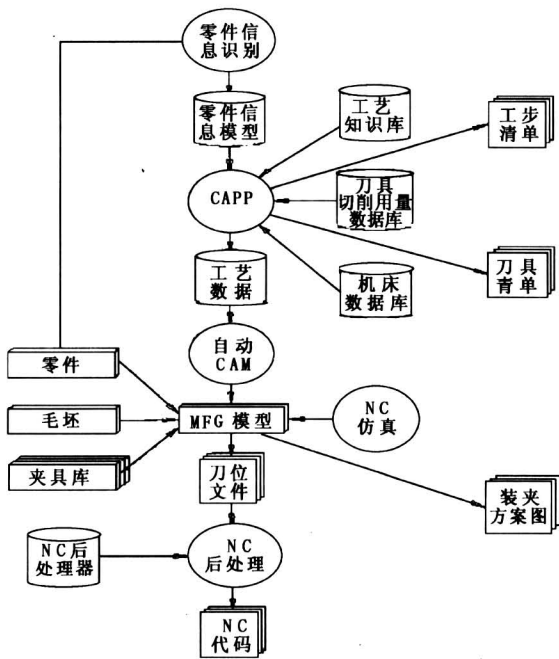 零件信
息识别
零件信
息模型
工艺
知识库
工步
清单
CAPP
刀具
切削用量
数据库
工艺
数据
机床
数据库
刀具
青单
自动
CAM
零件
毛坯
MFG 模型
NC
仿真
夹具库
刀位
文件
装夹
方案图
NC后
处理器
NC
后处理
NC
代码